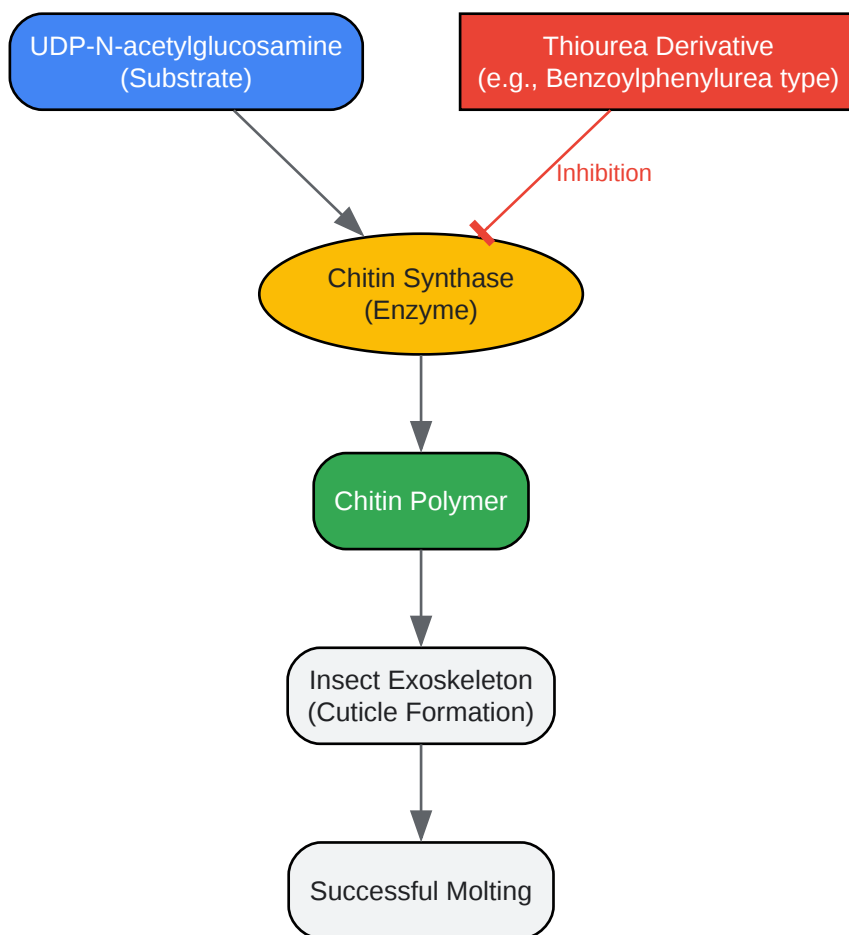 UDP-N-acetylglucosamine
(Substrate)
Thiourea Derivative
(e.g., Benzoylphenylurea type)
Inhibition
Chitin Synthase
(Enzyme)
Chitin Polymer
Insect Exoskeleton
(Cuticle Formation)
Successful Molting